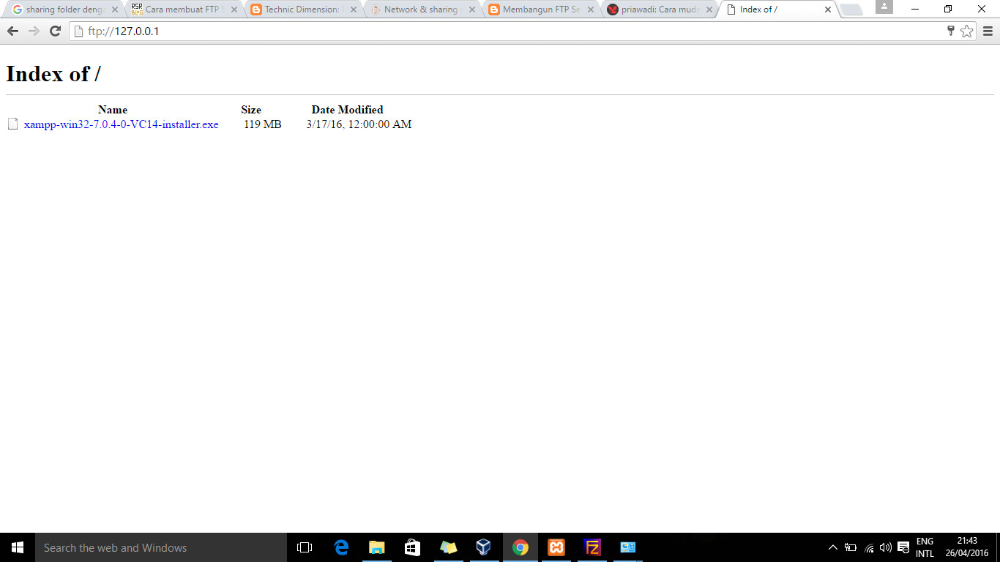 sharing folder denga
Cara membuat FTP S
Technic Dimension:
Network & sharing
Membangun FTP Se
priawadi: Cara muda
Index of /
ftp://127.0.0.1
Index of /
Name Size Date Modified
xampp-win32-7.0.4-0-VC14-installer.exe 119 MB 3/17/16, 12:00:00 AM
Search the web and Windows
ENG
INTL
21:43
26/04/2016